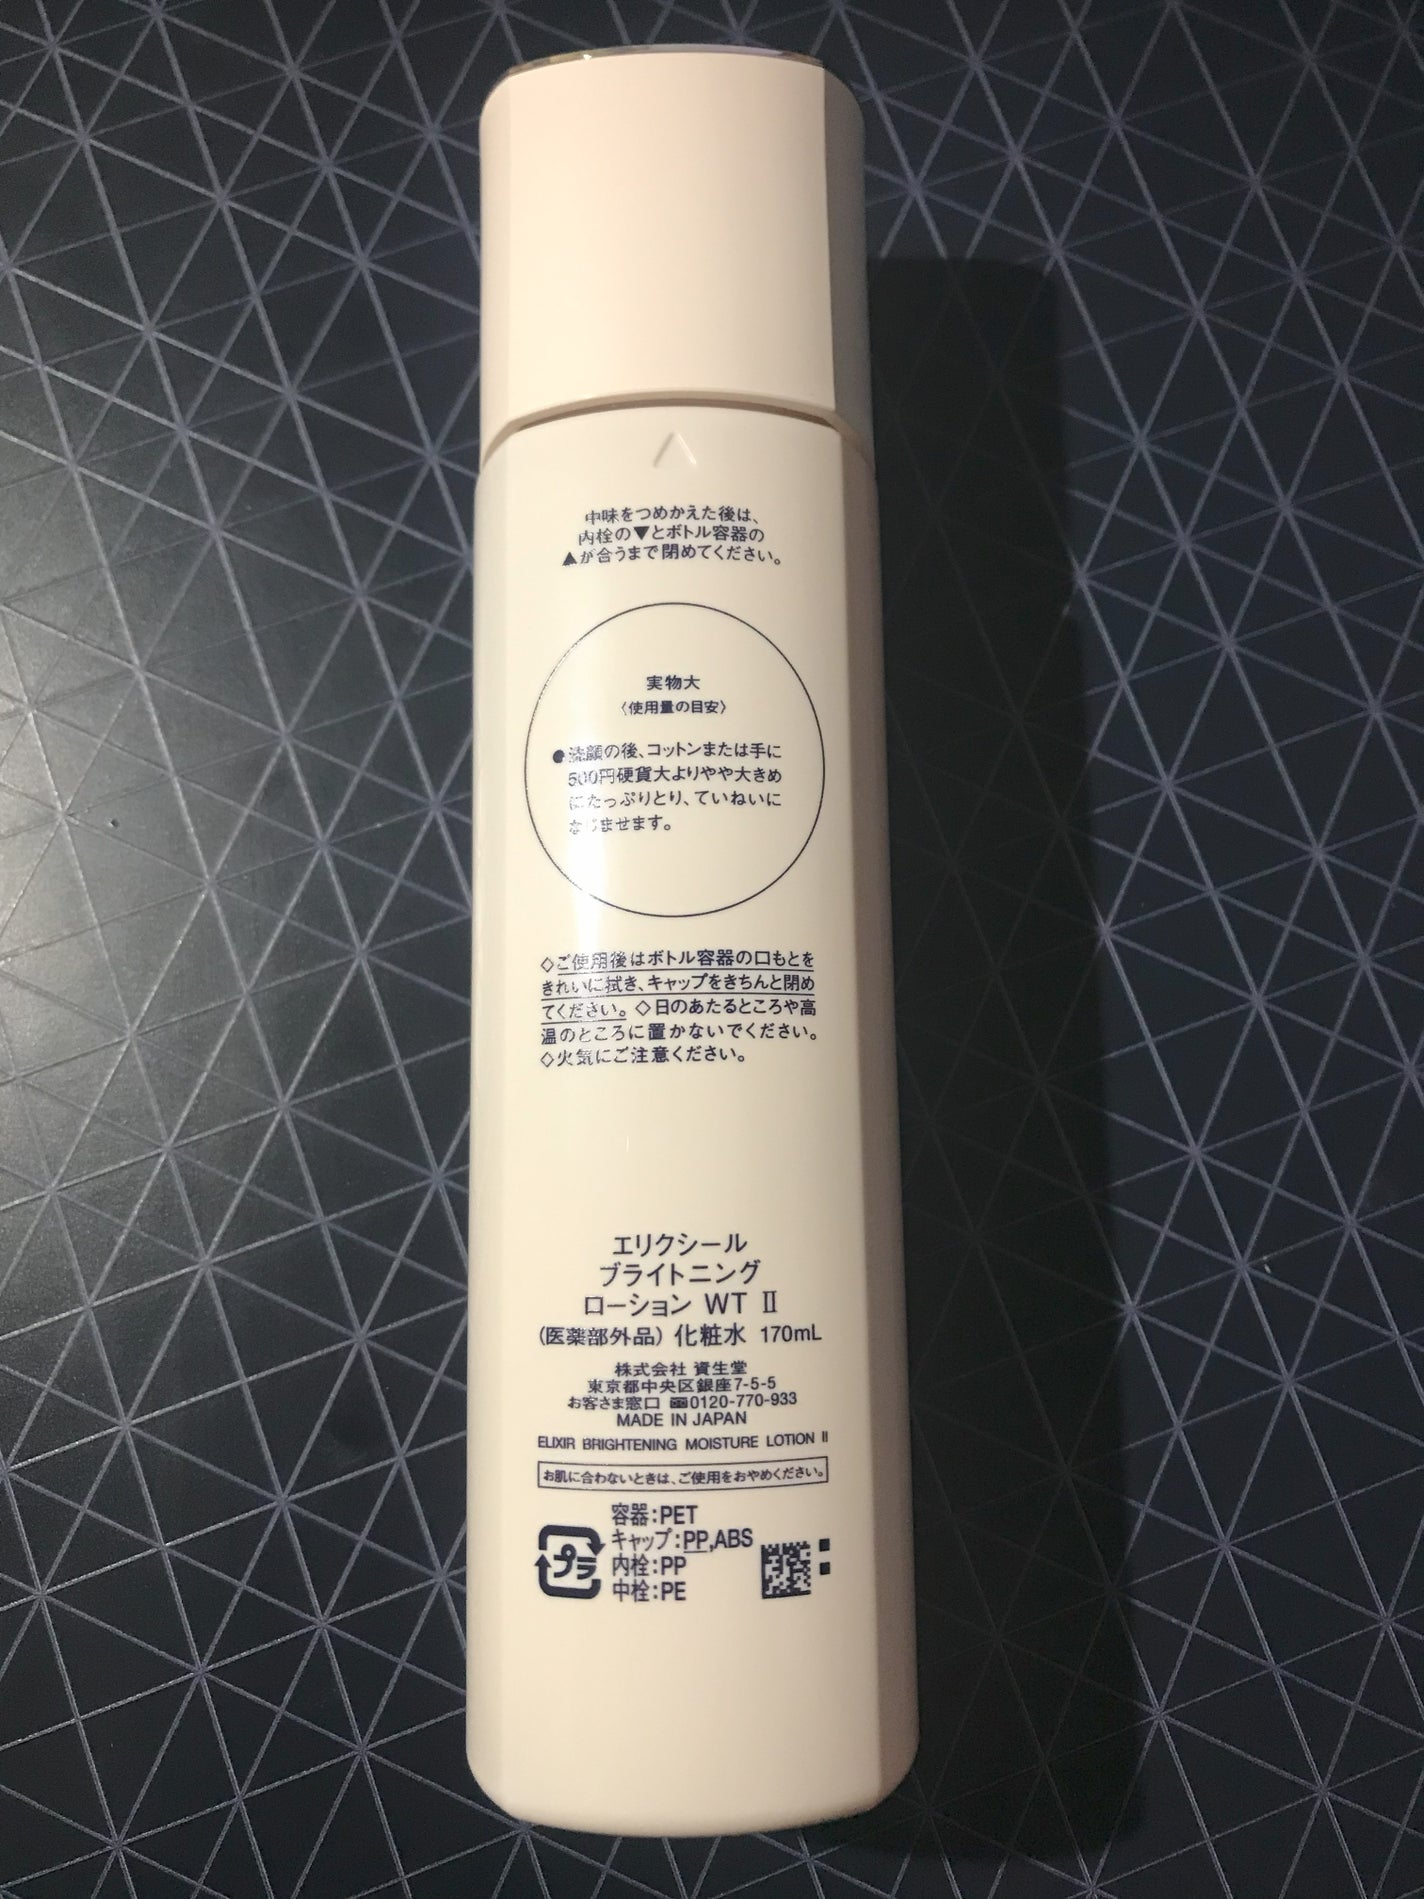 中味をつめかえた後は、
内栓の▼とボトル容器の
▲が合うまで閉めてください。
実物大
〈使用量の目安〉
●洗顔の後、コットンまたは手に
500円硬貨大よりやや大きめ
にたっぷりとり、ていねいに
なじませます。
◇ご使用後はボトル容器の口もとを
きれいに拭き、キャップをきちんと閉め
てください。◇日のあたるところや高
温のところに置かないでください。
◇火気にご注意ください。
エリクシール
ブライトニング
ローション WT Ⅱ
(医薬部外品) 化粧水 170mL
株式会社 資生堂
東京都中央区銀座7-5-5
お客さま窓口 ☎0120-770-933
MADE IN JAPAN
ELIXIR BRIGHTENING MOISTURE LOTION Ⅱ
お肌に合わないときは、ご使用をおやめください。
容器:PET
キャップ:PP,ABS
プラ 内栓:PP
中栓:PE